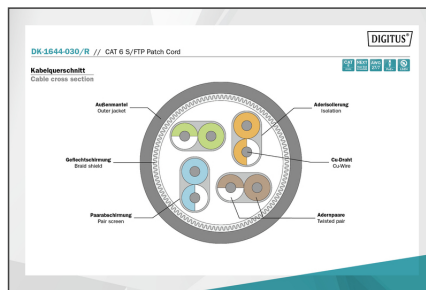 DIGITUS®
DK-1644-030/R // CAT 6 S/FTP Patch Cord
Kabelquerschnitt
Cable cross section
Außenmantel
Outer jacket
Aderisolierung
Isolation
Geflechtschirmung
Braid shield
Cu-Draht
Cu-Wire
Paarabschirmung
Pair screen
Adernpaare
Twisted pair